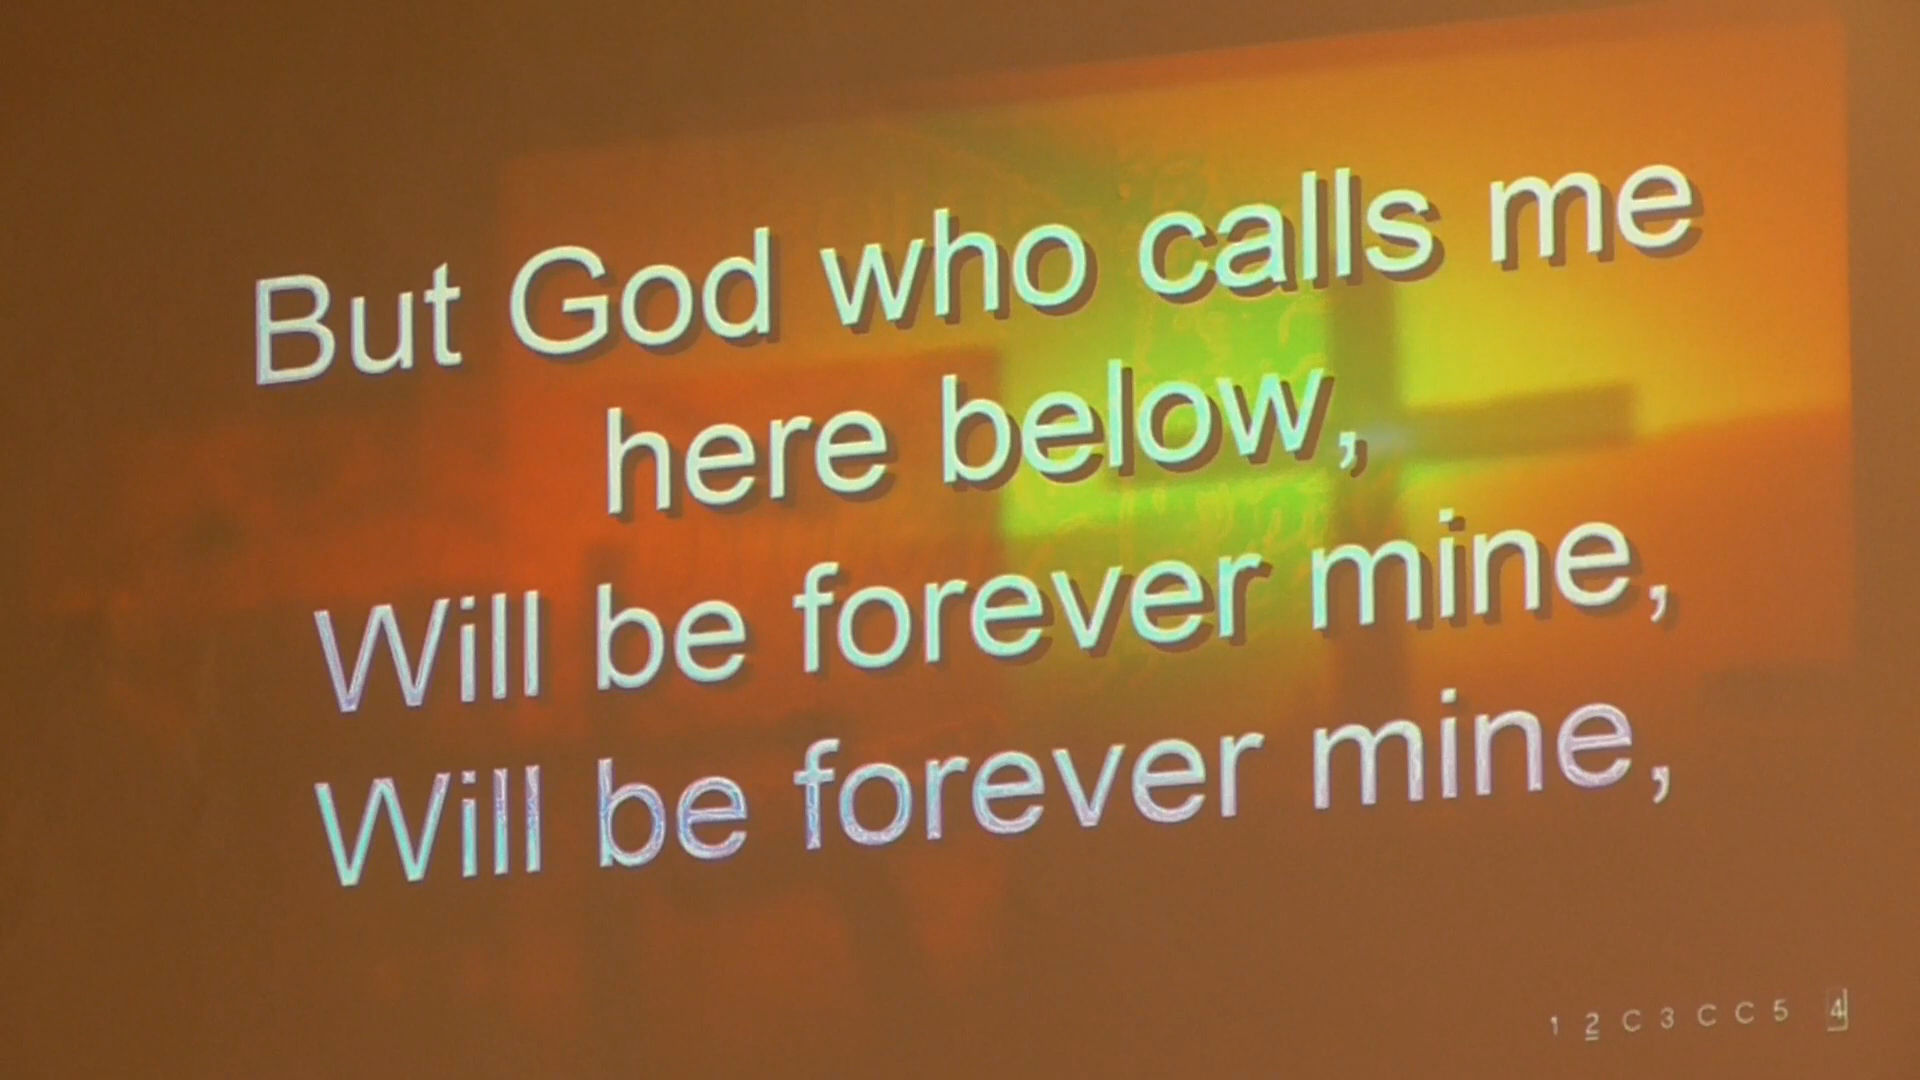 But God who calls me
here below,
Will be forever mine,
Will be forever mine,
1 2 C 3 C C 5 4